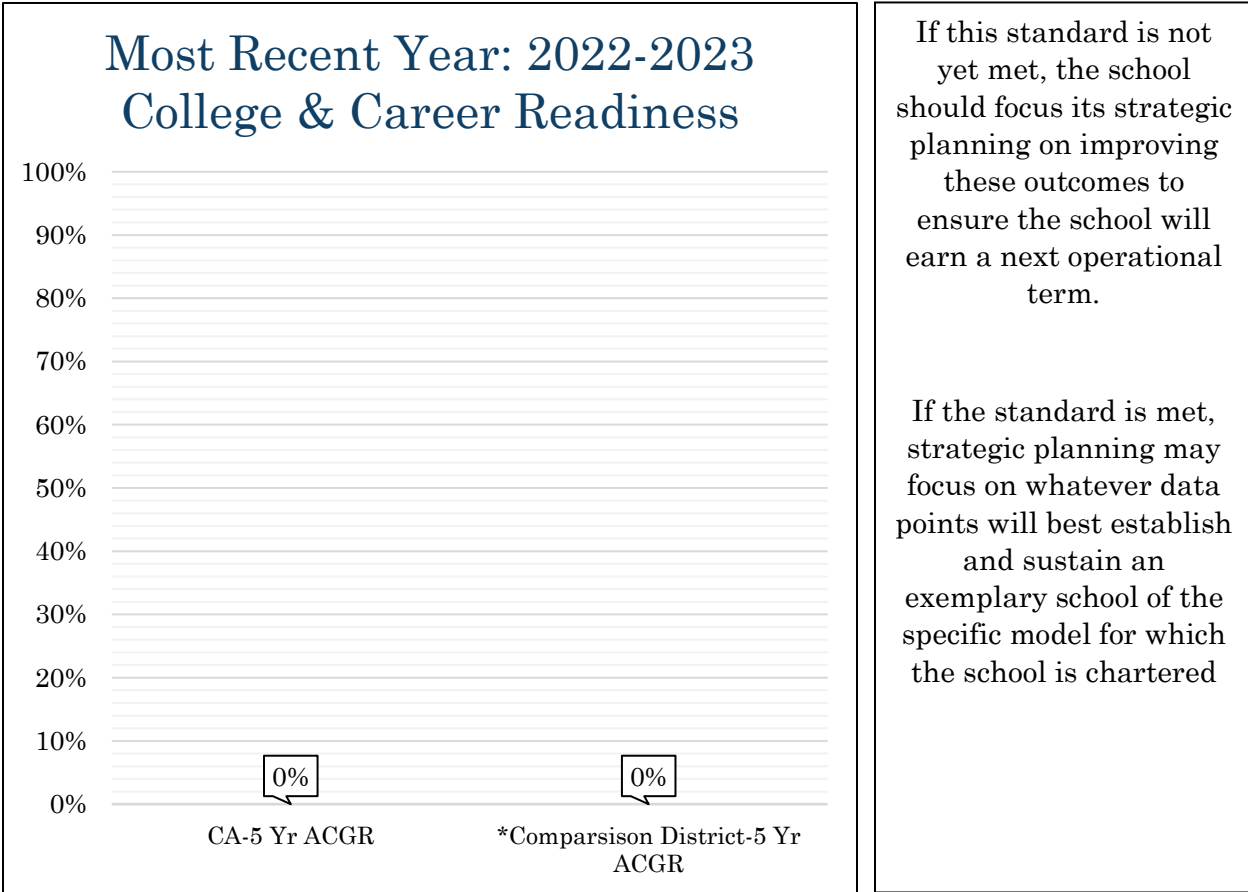 Most Recent Year: 2022-2023
College & Career Readiness
100%
90%
80%
70%
60%
50%
40%
30%
20%
10%
0%
0%
0%
CA-5 Yr ACGR
*Comparsision District-5 Yr
ACGR
If this standard is not
yet met, the school
should focus its strategic
planning on improving
these outcomes to
ensure the school will
earn a next operational
term.
If the standard is met,
strategic planning may
focus on whatever data
points will best establish
and sustain an
exemplary school of the
specific model for which
the school is chartered